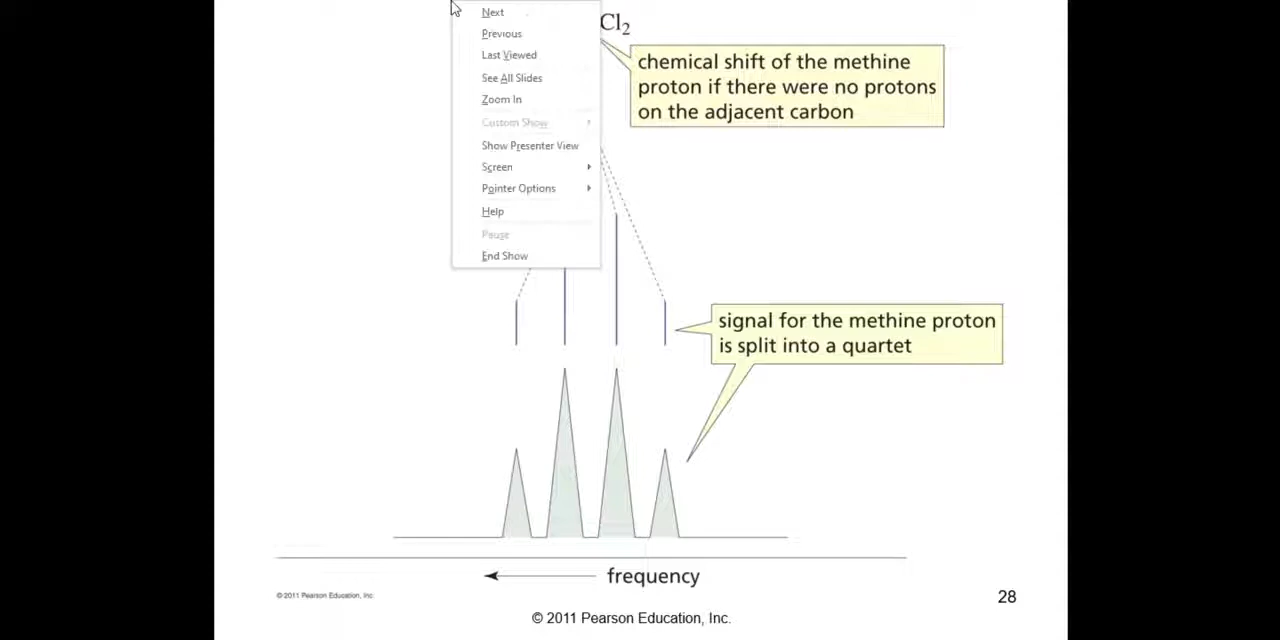 Next
Previous
Last Viewed
See All Slides
Zoom In
Custom Show
Show Presenter View
Screen
Pointer Options
Help
Pause
End Show
Cl₂
chemical shift of the methine
proton if there were no protons
on the adjacent carbon
signal for the methine proton
is split into a quartet
frequency
© 2011 Pearson Education, Inc.
28
© 2011 Pearson Education, Inc.